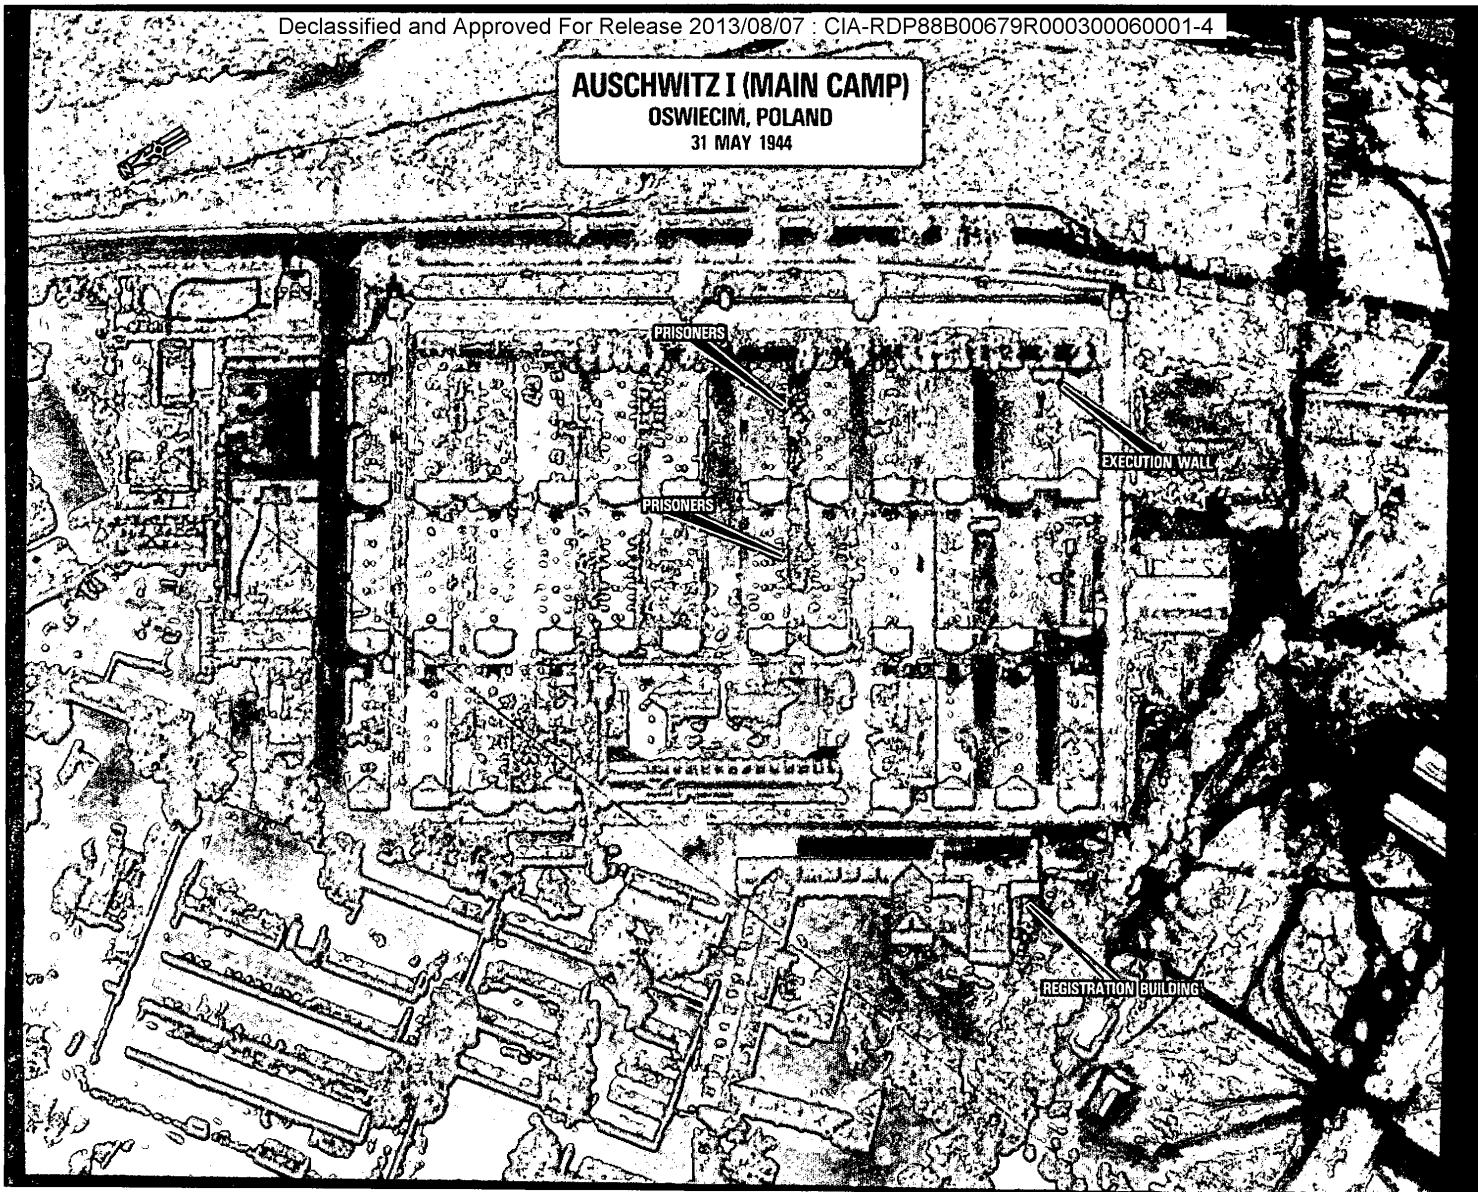 Declassified and Approved For Release 2013/08/07 : CIA-RDP88B00679R000300060001-4
AUSCHWITZ I (MAIN CAMP)
OSWIECIM, POLAND
31 MAY 1944
PRISONERS
EXECUTION WALL
PRISONERS
REGISTRATION BUILDING